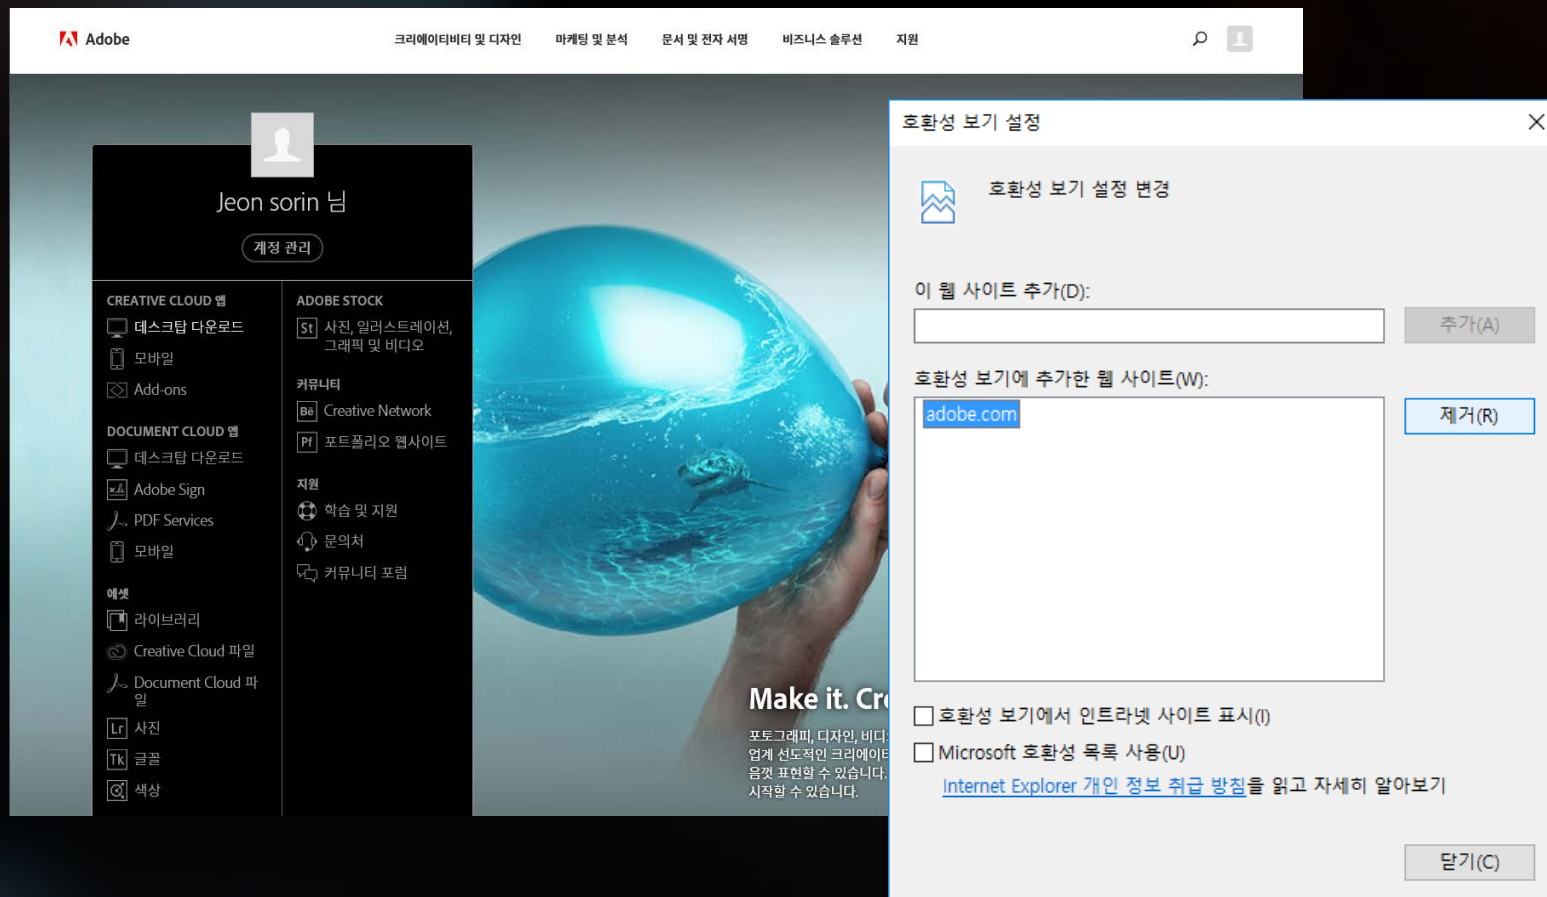 Adobe
크리에이티비티 및 디자인
마케팅 및 분석
문서 및 전자 서명
비즈니스 솔루션
지원
Jeon sorin 님
계정 관리
CREATIVE CLOUD 앱
데스크탑 다운로드
모바일
Add-ons
DOCUMENT CLOUD 앱
데스크탑 다운로드
Adobe Sign
PDF Services
모바일
에셋
라이브러리
Creative Cloud 파일
Document Cloud 파
일
Lr 사진
Tk 글꼴
색상
ADOBE STOCK
St 사진, 일러스트레이션,
그래픽 및 비디오
커뮤니티
Bē Creative Network
Pf 포트폴리오 웹사이트
지원
학습 및 지원
문의처
커뮤니티 포럼
Make it. Cr
포토그래피, 디자인, 비디
업계 선도적인 크리에이티
음껏 표현할 수 있습니다.
시작할 수 있습니다.
호환성 보기 설정
호환성 보기 설정 변경
이 웹 사이트 추가(D):
추가(A)
호환성 보기에 추가한 웹 사이트(W):
adobe.com
제거(R)
호환성 보기에서 인트라넷 사이트 표시(I)
Microsoft 호환성 목록 사용(U)
Internet Explorer 개인 정보 취급 방침을 읽고 자세히 알아보기
닫기(C)